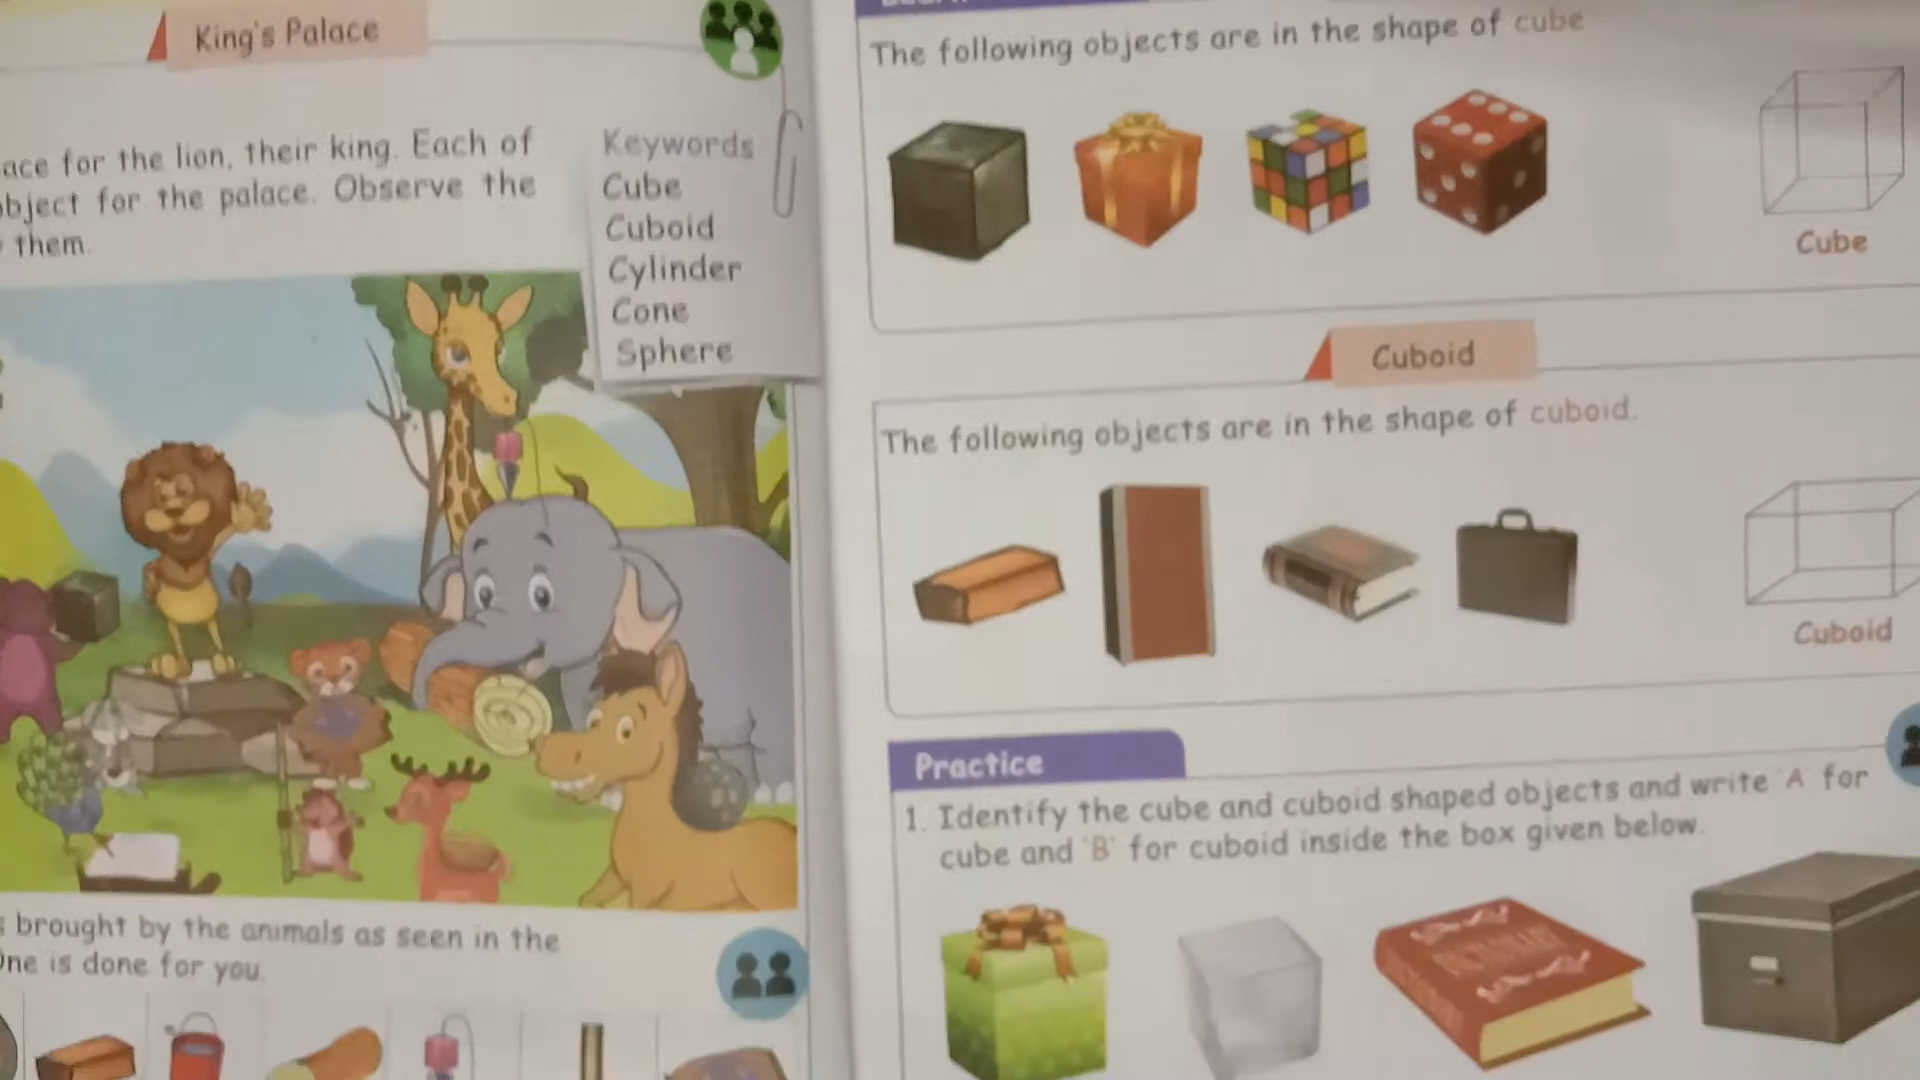 King's Palace
ace for the lion, their king. Each of
bject for the palace. Observe the
them.
Keywords
Cube
Cuboid
Cylinder
Cone
Sphere
brought by the animals as seen in the
One is done for you.
The following objects are in the shape of cube
Cube
Cuboid
The following objects are in the shape of cuboid.
Cuboid
Practice
1. Identify the cube and cuboid shaped objects and write 'A' for
cube and 'B' for cuboid inside the box given below.
DICTIONARY